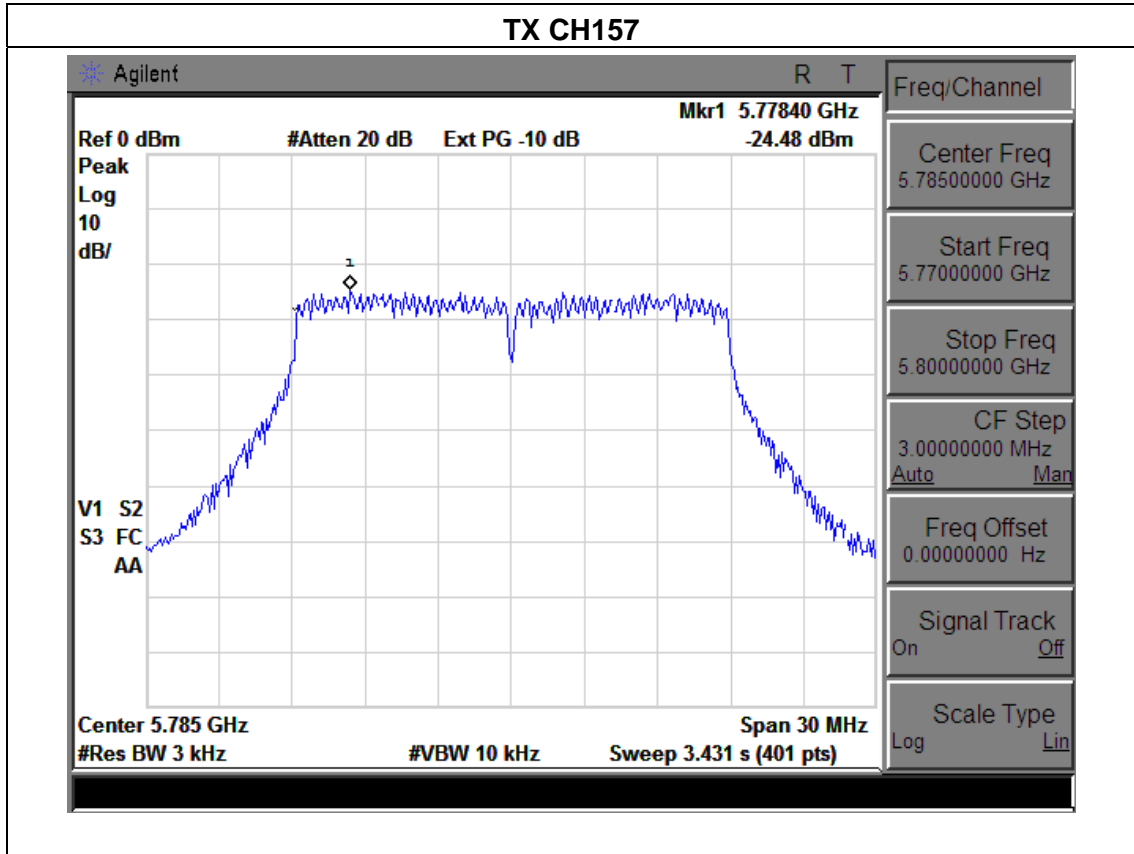 TX CH157
Agilent R T
Mkr1 5.77840 GHz
Ref 0 dBm #Atten 20 dB Ext PG -10 dB -24.48 dBm
Peak
Log
10
dB/
1
V1 S2
S3 FC
AA
Center 5.785 GHz Span 30 MHz
#Res BW 3 kHz #VBW 10 kHz Sweep 3.431 s (401 pts)
Freq/Channel
Center Freq
5.78500000 GHz
Start Freq
5.77000000 GHz
Stop Freq
5.80000000 GHz
CF Step
3.00000000 MHz
Auto Man
Freq Offset
0.00000000 Hz
Signal Track
On Off
Scale Type
Log Lin